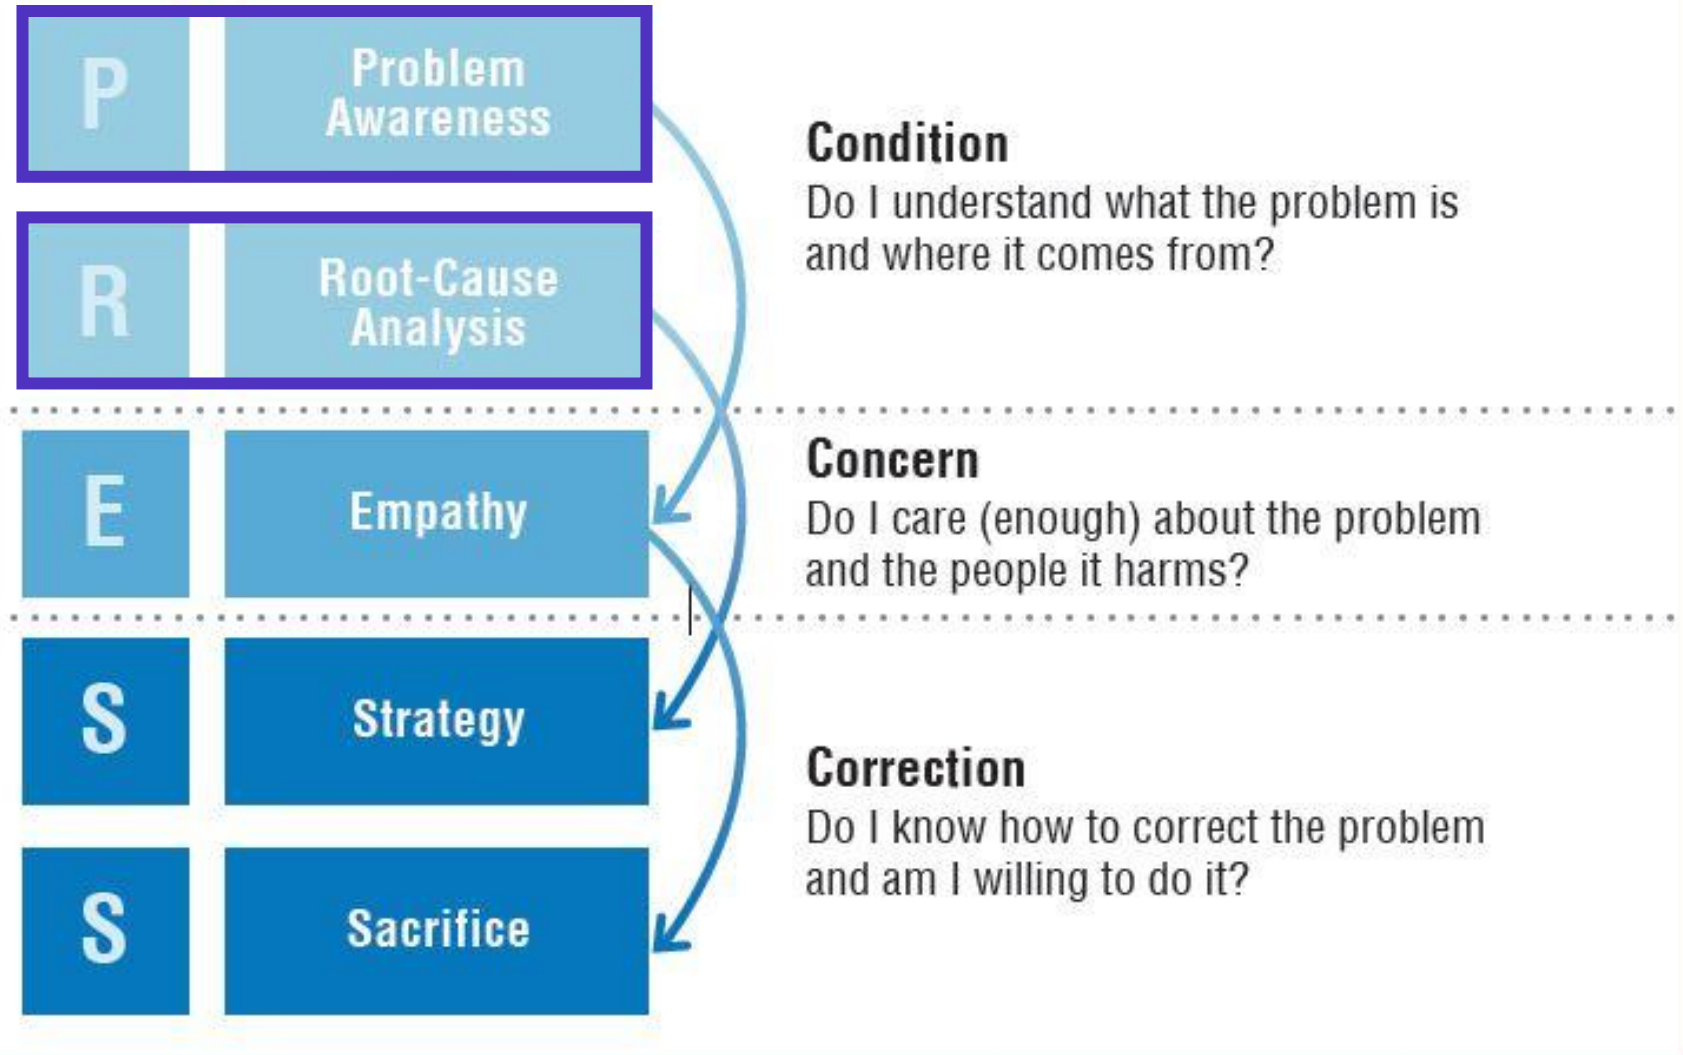 P
Problem
Awareness
Condition
Do I understand what the problem is
and where it comes from?
R
Root-Cause
Analysis
E
Empathy
Concern
Do I care (enough) about the problem
and the people it harms?
S
Strategy
Correction
Do I know how to correct the problem
and am I willing to do it?
S
Sacrifice